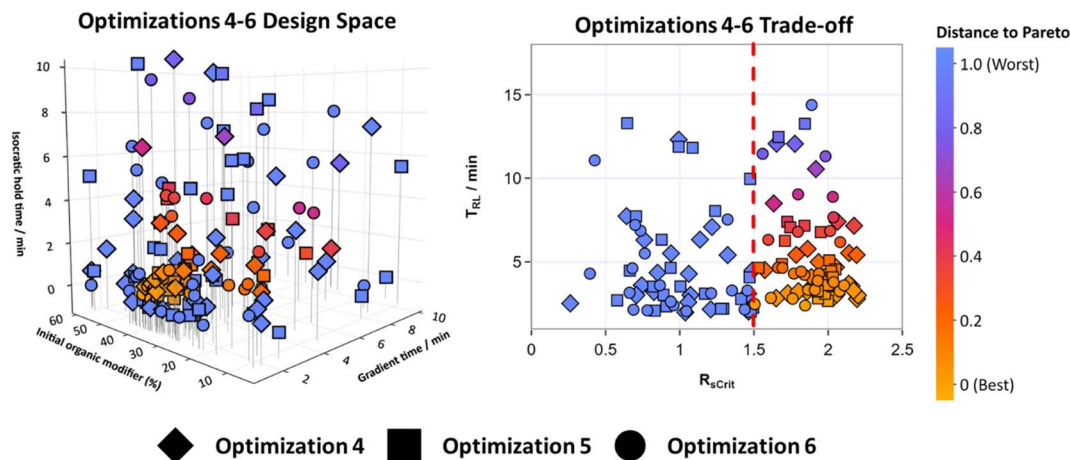 Optimizations 4-6 Design Space
Optimizations 4-6 Trade-off
Isocratic hold time / min
10
8
6
4
2
0
60
50
40
30
20
10
Initial organic modifier (%)
2
4
6
8
10
Gradient time / min
T_RL / min
15
10
5
0
0.5
1
1.5
2
2.5
R_sCrit
Distance to Pareto
1.0 (Worst)
0.8
0.6
0.4
0.2
0 (Best)
Optimization 4
Optimization 5
Optimization 6